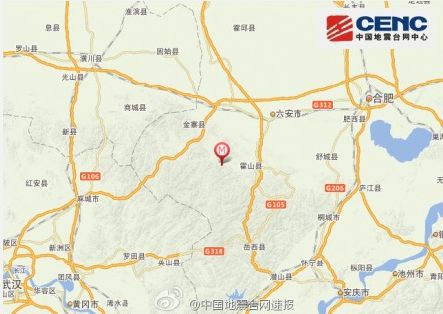 息县
淮滨县
霍邱县
CENC
中国地震台网中心
罗山县
潢川县
固始县
光山县
合肥
G312
六安市
商城县
肥西县
新县
金寨县
M
霍山县
舒城县
G106
红安县
G206
庐江县
麻城市
G105
桐城市
新洲区
G318
岳西县
罗田县
英山县
怀宁县
枞阳县
武汉
团风县
潜山县
池州市
华容区
黄冈市
浠水县
安庆市
中国地震台网速报